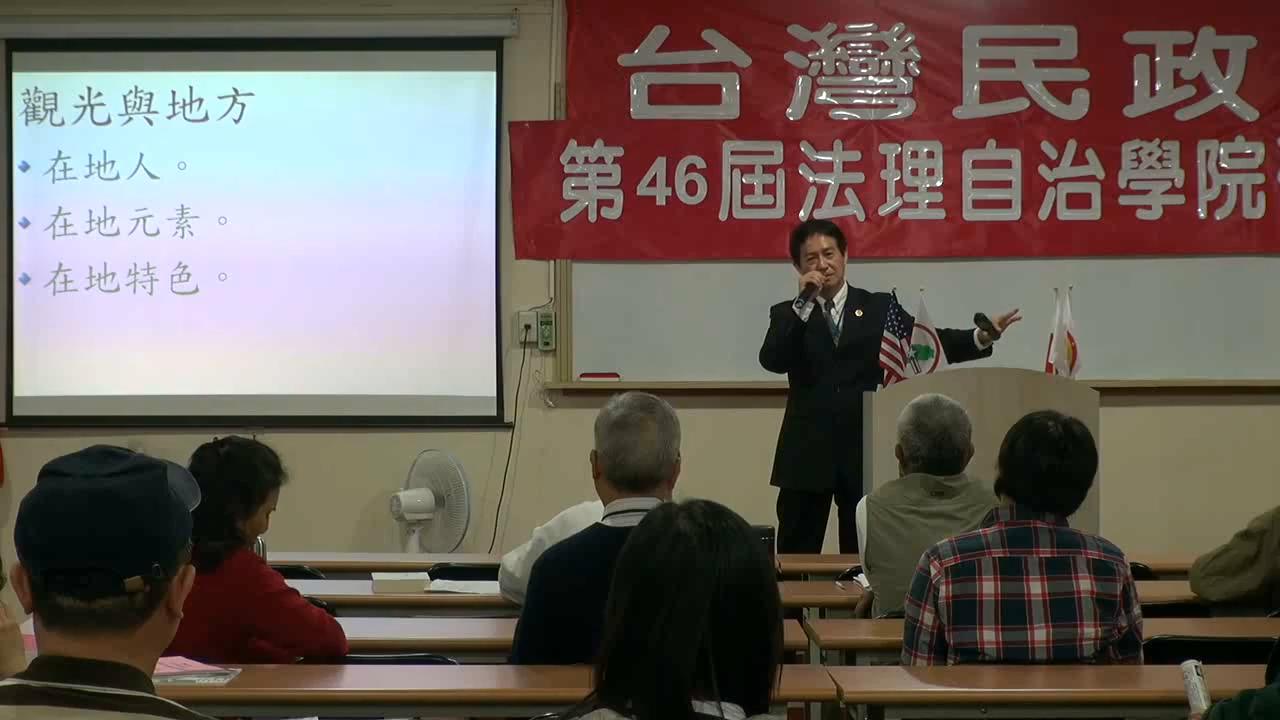 觀光與地方
在地人。
在地元素。
在地特色。
台灣民政
第46屆法理自治學院